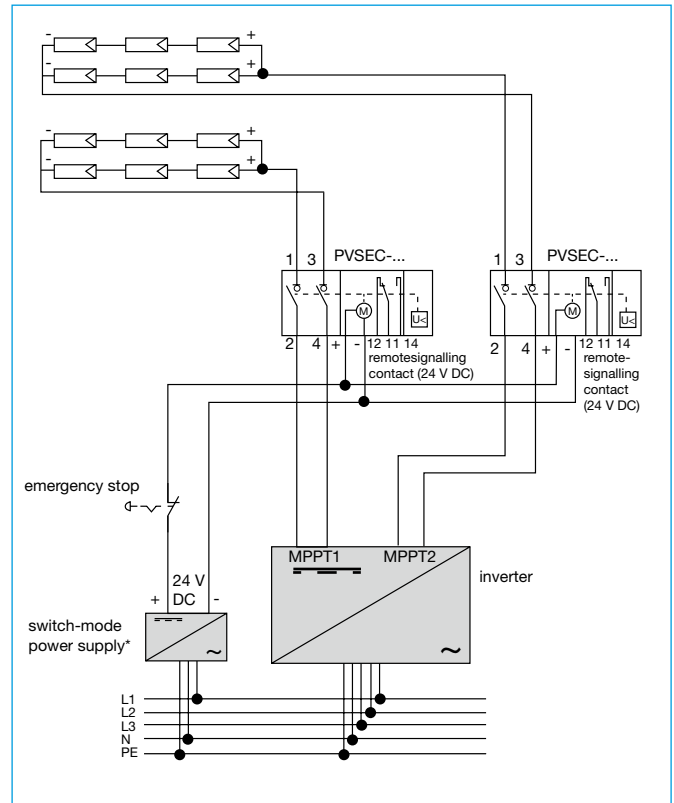 - +
- +
- +
- +
1 3 PVSEC-...
1 3 PVSEC-...
M
U<
M
U<
2 4 + - 12 11 14
2 4 + - 12 11 14
remotesignalling
contact (24 V DC)
remote-
signalling
contact
(24 V DC)
emergency stop
MPPT1 MPPT2
inverter
24 V
+ DC -
switch-mode
power supply*
~
~
L1
L2
L3
N
PE